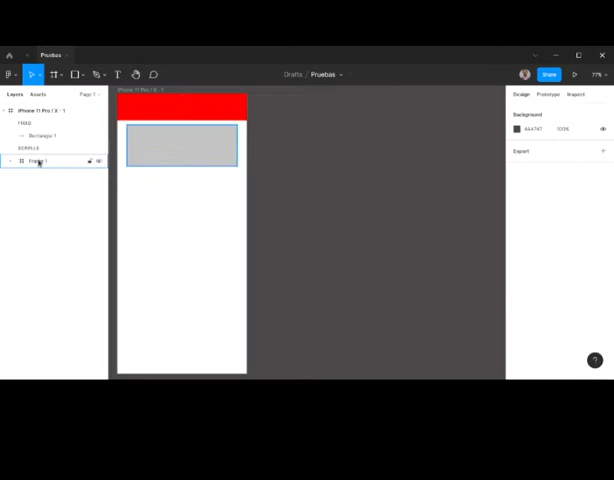 Pruebas
Drafts / Pruebas
Share
77%
Layers
Assets
Page 1
Design
Prototype
Inspect
iPhone 11 Pro / X - 1
iPhone 11 Pro / X - 1
FIXED
Background
Rectangle 1
4A4747
100%
SCROLLS
Export
Frame 1
?